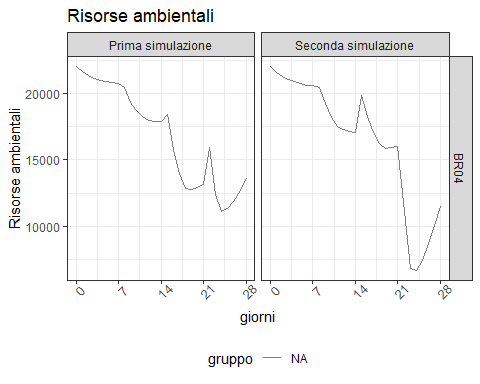 Risorse ambientali
Prima simulazione
Seconda simulazione
Risorse ambientali
20000
15000
10000
BR04
0 7 14 21 28
0 7 14 21 28
giorni
gruppo NA